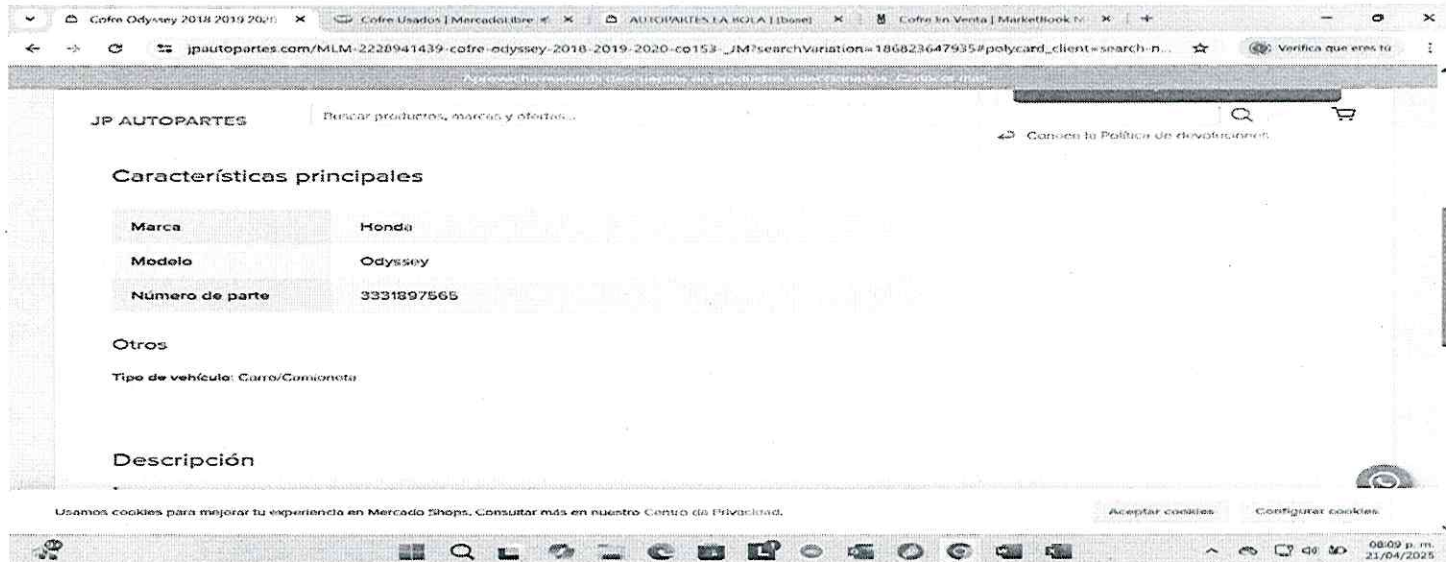 Cofre Odyssey 2018 2019 2020
Cofre Usados | MercadoLibre
AUTOPARTES LA BOLA |
Cofre En Venta | MarketBook
jpautopartes.com/MLM-2228941439-cofre-odyssey-2018-2019-2020-co153-_JM?searchVariation=186823647935#polycard_client=search-n...
Verifica que eres tú
JP AUTOPARTES
Buscar productos, marcas y ofertas...
Conoce la Política de devoluciones
Características principales
Marca Honda
Modelo Odyssey
Número de parte 3331897565
Otros
Tipo de vehículo: Carro/Camioneta
Descripción
Usamos cookies para mejorar tu experiencia en Mercado Shops. Consultar más en nuestro Centro de Privacidad.
Aceptar cookies
Configurar cookies
08:09 p. m.
21/04/2025